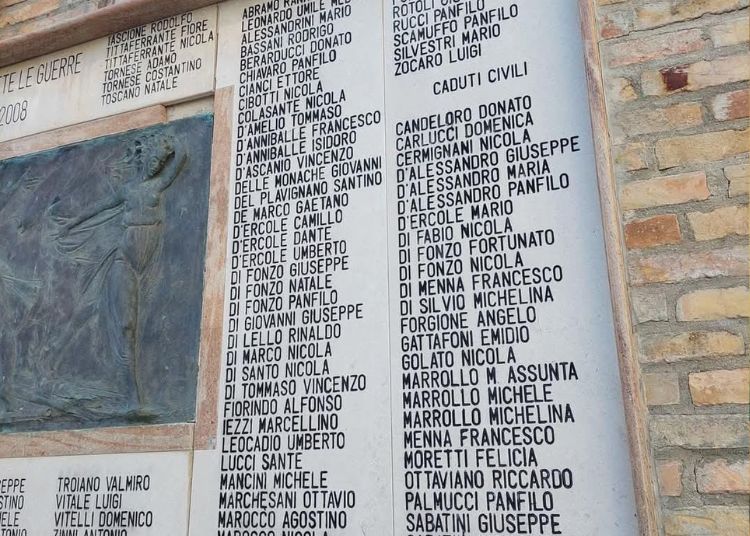 TASCIONE RODOLFO
TITTAFERRANTE FIORE
TITTAFERRANTE NICOLA
TORNESE ADAMO
TORNESE COSTANTINO
TOSCANO NATALE
LE GUERRE
2008
TROIANO VALMIRO
VITALE LUIGI
VITELLI DOMENICO
ZINNI ANTONIO
ABRAMO
LEONARDO
ALESSANDRINI MARIO
BASSANI RODRIGO
BERARDUCCI DONATO
CHIAVARO PANFILO
CIANCI ETTORE
CIBOTTI NICOLA
COLASANTE NICOLA
D'AMELIO TOMMASO
D'ANNIBALLE FRANCESCO
D'ANNIBALLE ISIDORO
D'ASCANIO VINCENZO
DELLE MONACHE GIOVANNI
DEL PLAVIGNANO SANTINO
DE MARCO GAETANO
D'ERCOLE CAMILLO
D'ERCOLE DANTE
D'ERCOLE UMBERTO
DI FONZO GIUSEPPE
DI FONZO NATALE
DI FONZO PANFILO
DI GIOVANNI GIUSEPPE
DI LELLO RINALDO
DI MARCO NICOLA
DI SANTO NICOLA
DI TOMMASO VINCENZO
FIORINDO ALFONSO
IEZZI MARCELLINO
LEOCADIO UMBERTO
LUCCI SANTE
MANCINI MICHELE
MARCHESANI OTTAVIO
MAROCCO AGOSTINO
MAROCCO NICOLA
ROTOLI
RUCCI PANFILO
SCAMUFFO PANFILO
SILVESTRI MARIO
ZOCARO LUIGI
CADUTI CIVILI
CANDELORO DONATO
CARLUCCI DOMENICA
CERMIGNANI NICOLA
D'ALESSANDRO GIUSEPPE
D'ALESSANDRO MARIA
D'ALESSANDRO PANFILO
D'ERCOLE MARIO
DI FABIO NICOLA
DI FONZO FORTUNATO
DI FONZO NICOLA
DI MENNA FRANCESCO
DI SILVIO MICHELINA
FORGIONE ANGELO
GATTAFONI EMIDIO
GOLATO NICOLA
MARROLLO M. ASSUNTA
MARROLLO MICHELE
MARROLLO MICHELINA
MENNA FRANCESCO
MORETTI FELICIA
OTTAVIANO RICCARDO
PALMUCCI PANFILO
SABATINI GIUSEPPE